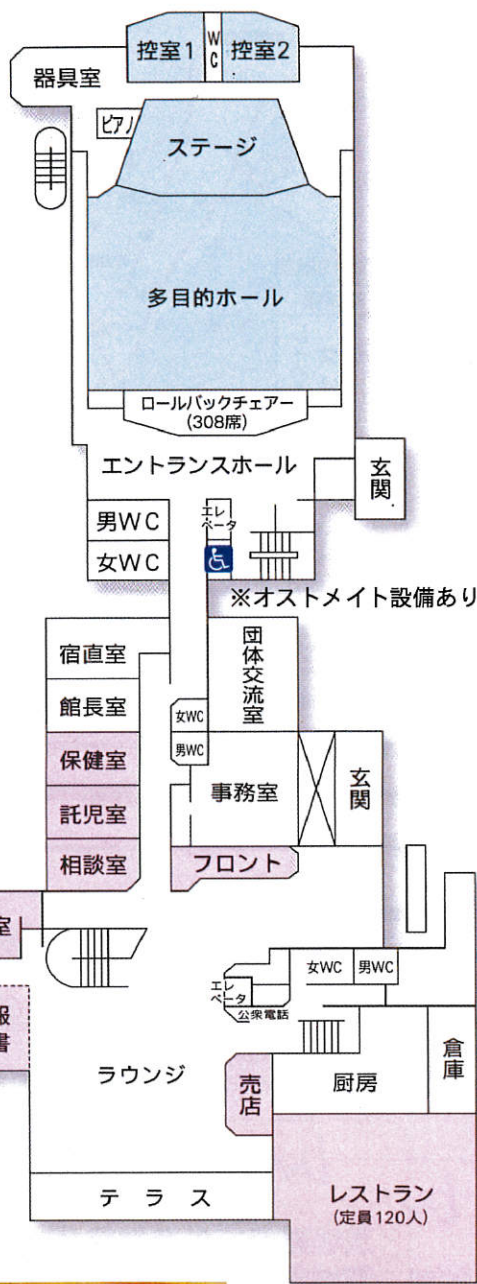 控室1
WC
控室2
器具室
ピアノ
ステージ
多目的ホール
ロールバックチェアー
(308席)
エントランスホール
玄関
男WC
女WC
エレベータ
※オストメイト設備あり
宿直室
館長室
保健室
託児室
相談室
団体交流室
女WC
男WC
事務室
玄関
フロント
室
報
書
女WC
男WC
エレベータ
公衆電話
ラウンジ
売店
厨房
倉庫
テラス
レストラン
(定員120人)